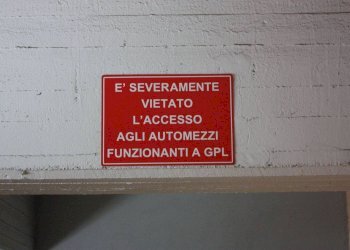 E' SEVERAMENTE
VIETATO
L'ACCESSO
AGLI AUTOMEZZI
FUNZIONANTI A GPL